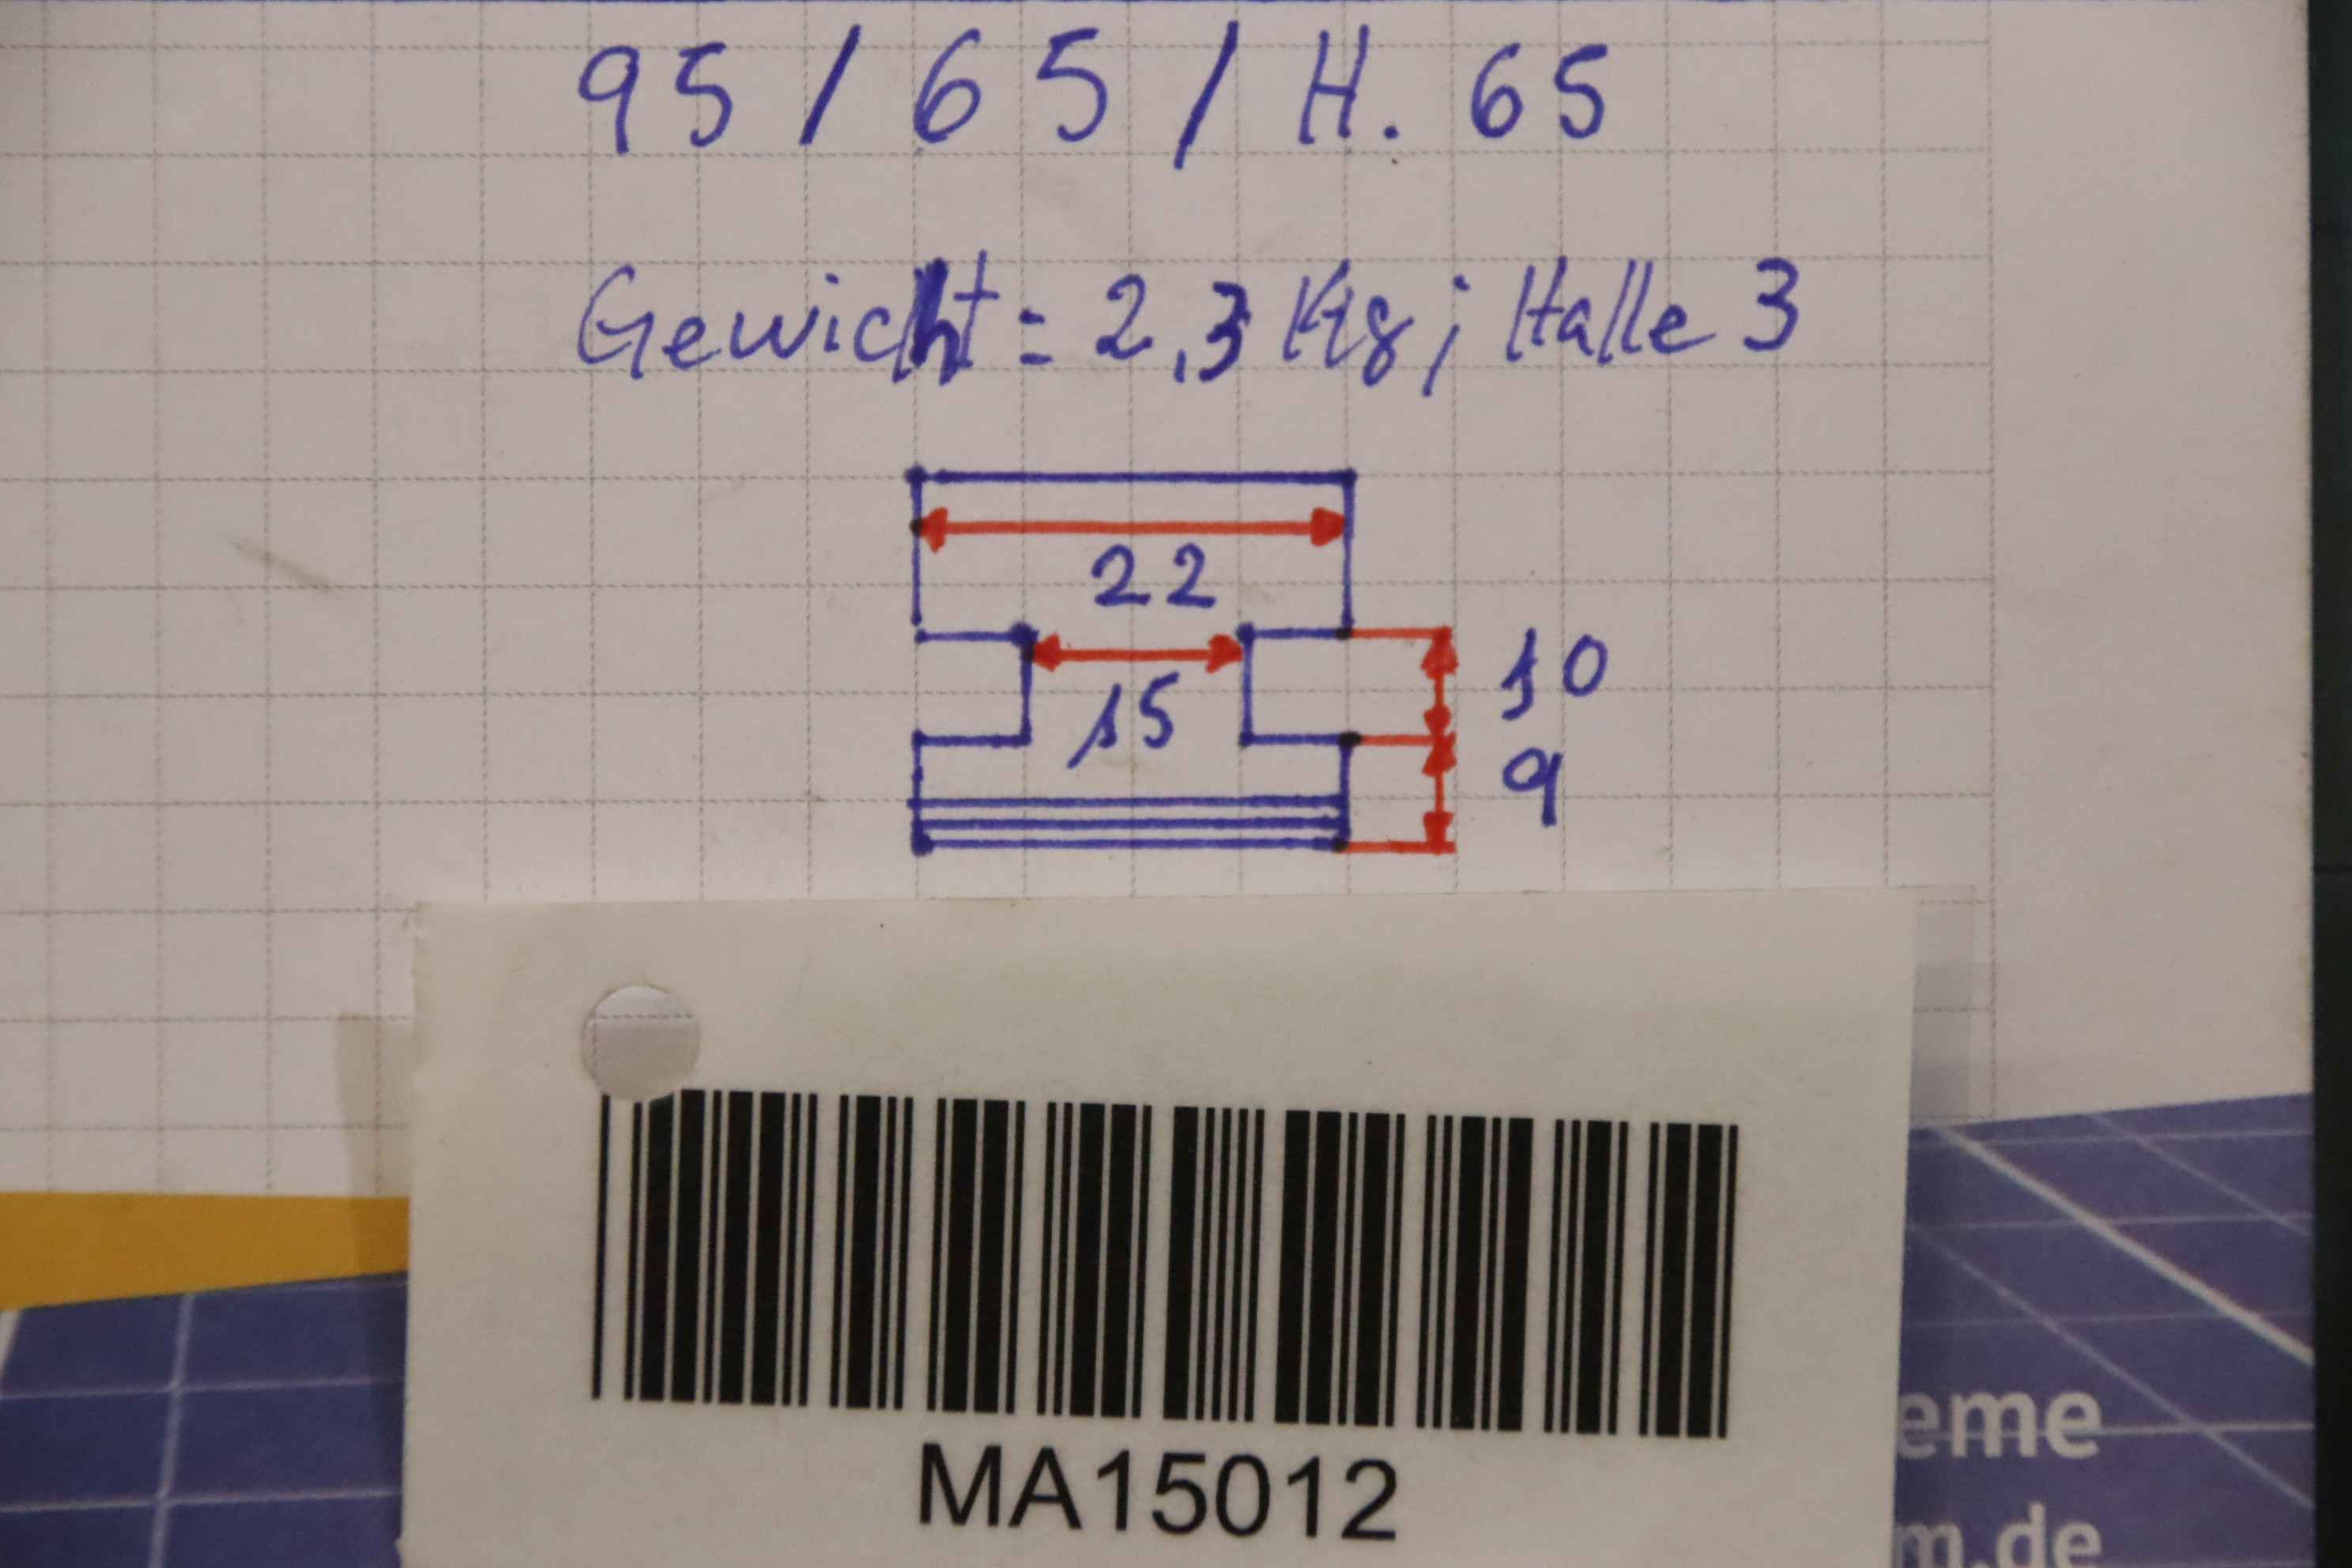 95 / 65 / H. 65
Gewicht = 2,3 Kg; Halle 3
22
15
10
9
MA15012
eme
m.de